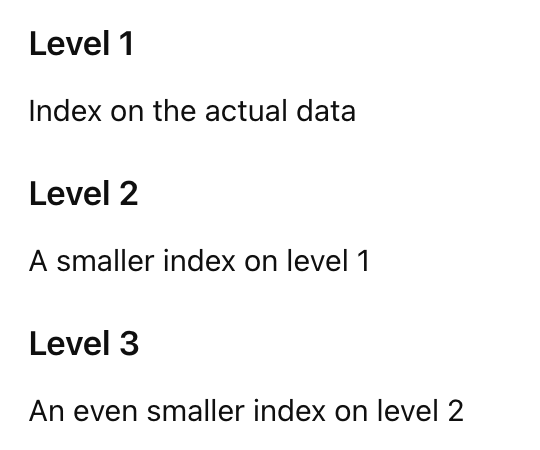 Level 1
Index on the actual data
Level 2
A smaller index on level 1
Level 3
An even smaller index on level 2